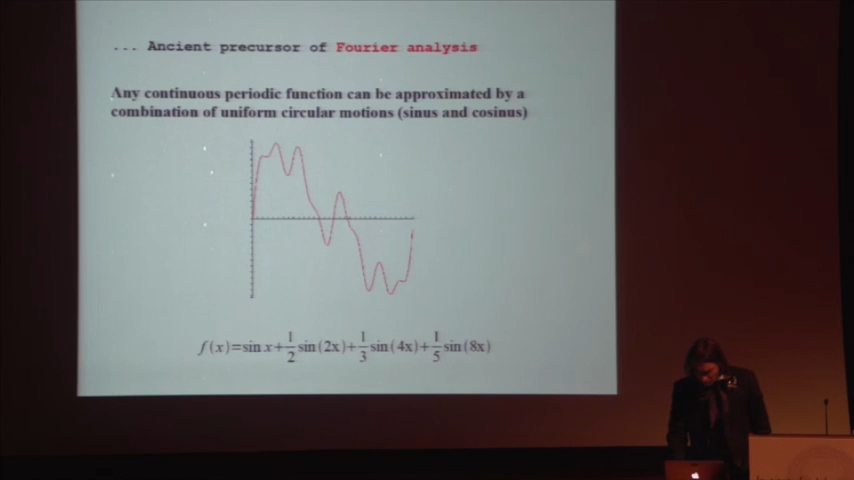 ... Ancient precursor of Fourier analysis
Any continuous periodic function can be approximated by a
combination of uniform circular motions (sinus and cosinus)
f(x)=sin x+1/2 sin(2x)+1/3 sin(4x)+1/5 sin(8x)